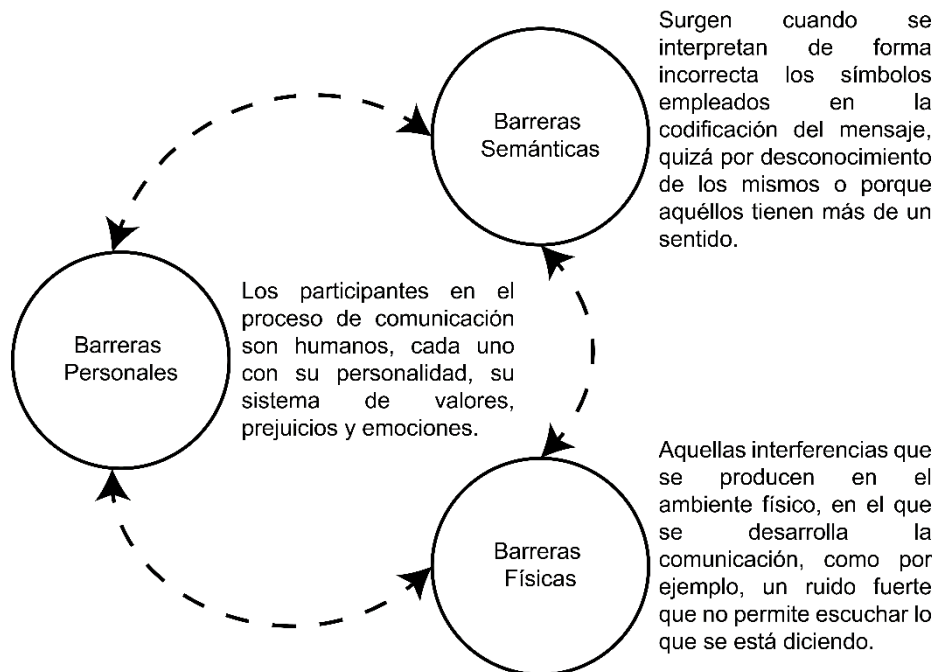 Barreras
Semánticas
Surgen cuando se
interpretan de forma
incorrecta los símbolos
empleados en la
codificación del mensaje,
quizá por desconocimiento
de los mismos o porque
aquéllos tienen más de un
sentido.
Barreras
Personales
Los participantes en el
proceso de comunicación
son humanos, cada uno
con su personalidad, su
sistema de valores,
prejuicios y emociones.
Barreras
Físicas
Aquellas interferencias que
se producen en el
ambiente físico, en el que
se desarrolla la
comunicación, como por
ejemplo, un ruido fuerte
que no permite escuchar lo
que se está diciendo.